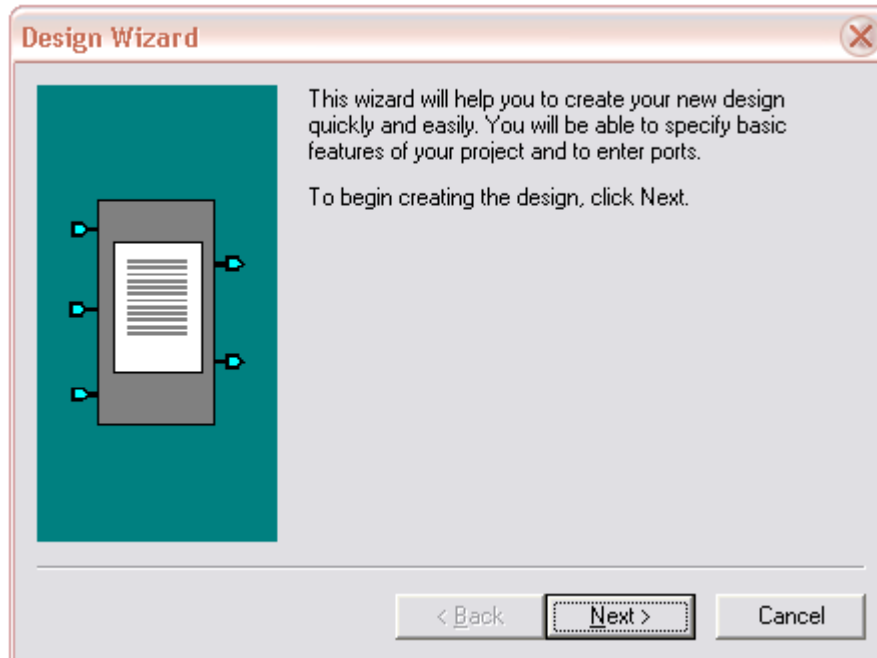 Design Wizard
This wizard will help you to create your new design
quickly and easily. You will be able to specify basic
features of your project and to enter ports.
To begin creating the design, click Next.
< Back
Next >
Cancel